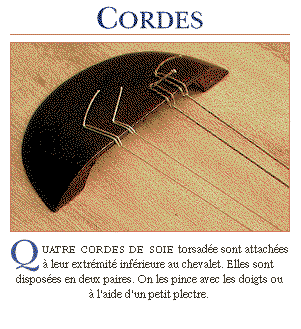 CORDES
QUATRE CORDES DE SOIE torsadée sont attachées
à leur extrémité inférieure au chevalet. Elles sont
disposées en deux paires. On les pince avec les doigts ou
à l'aide d'un petit plectre.